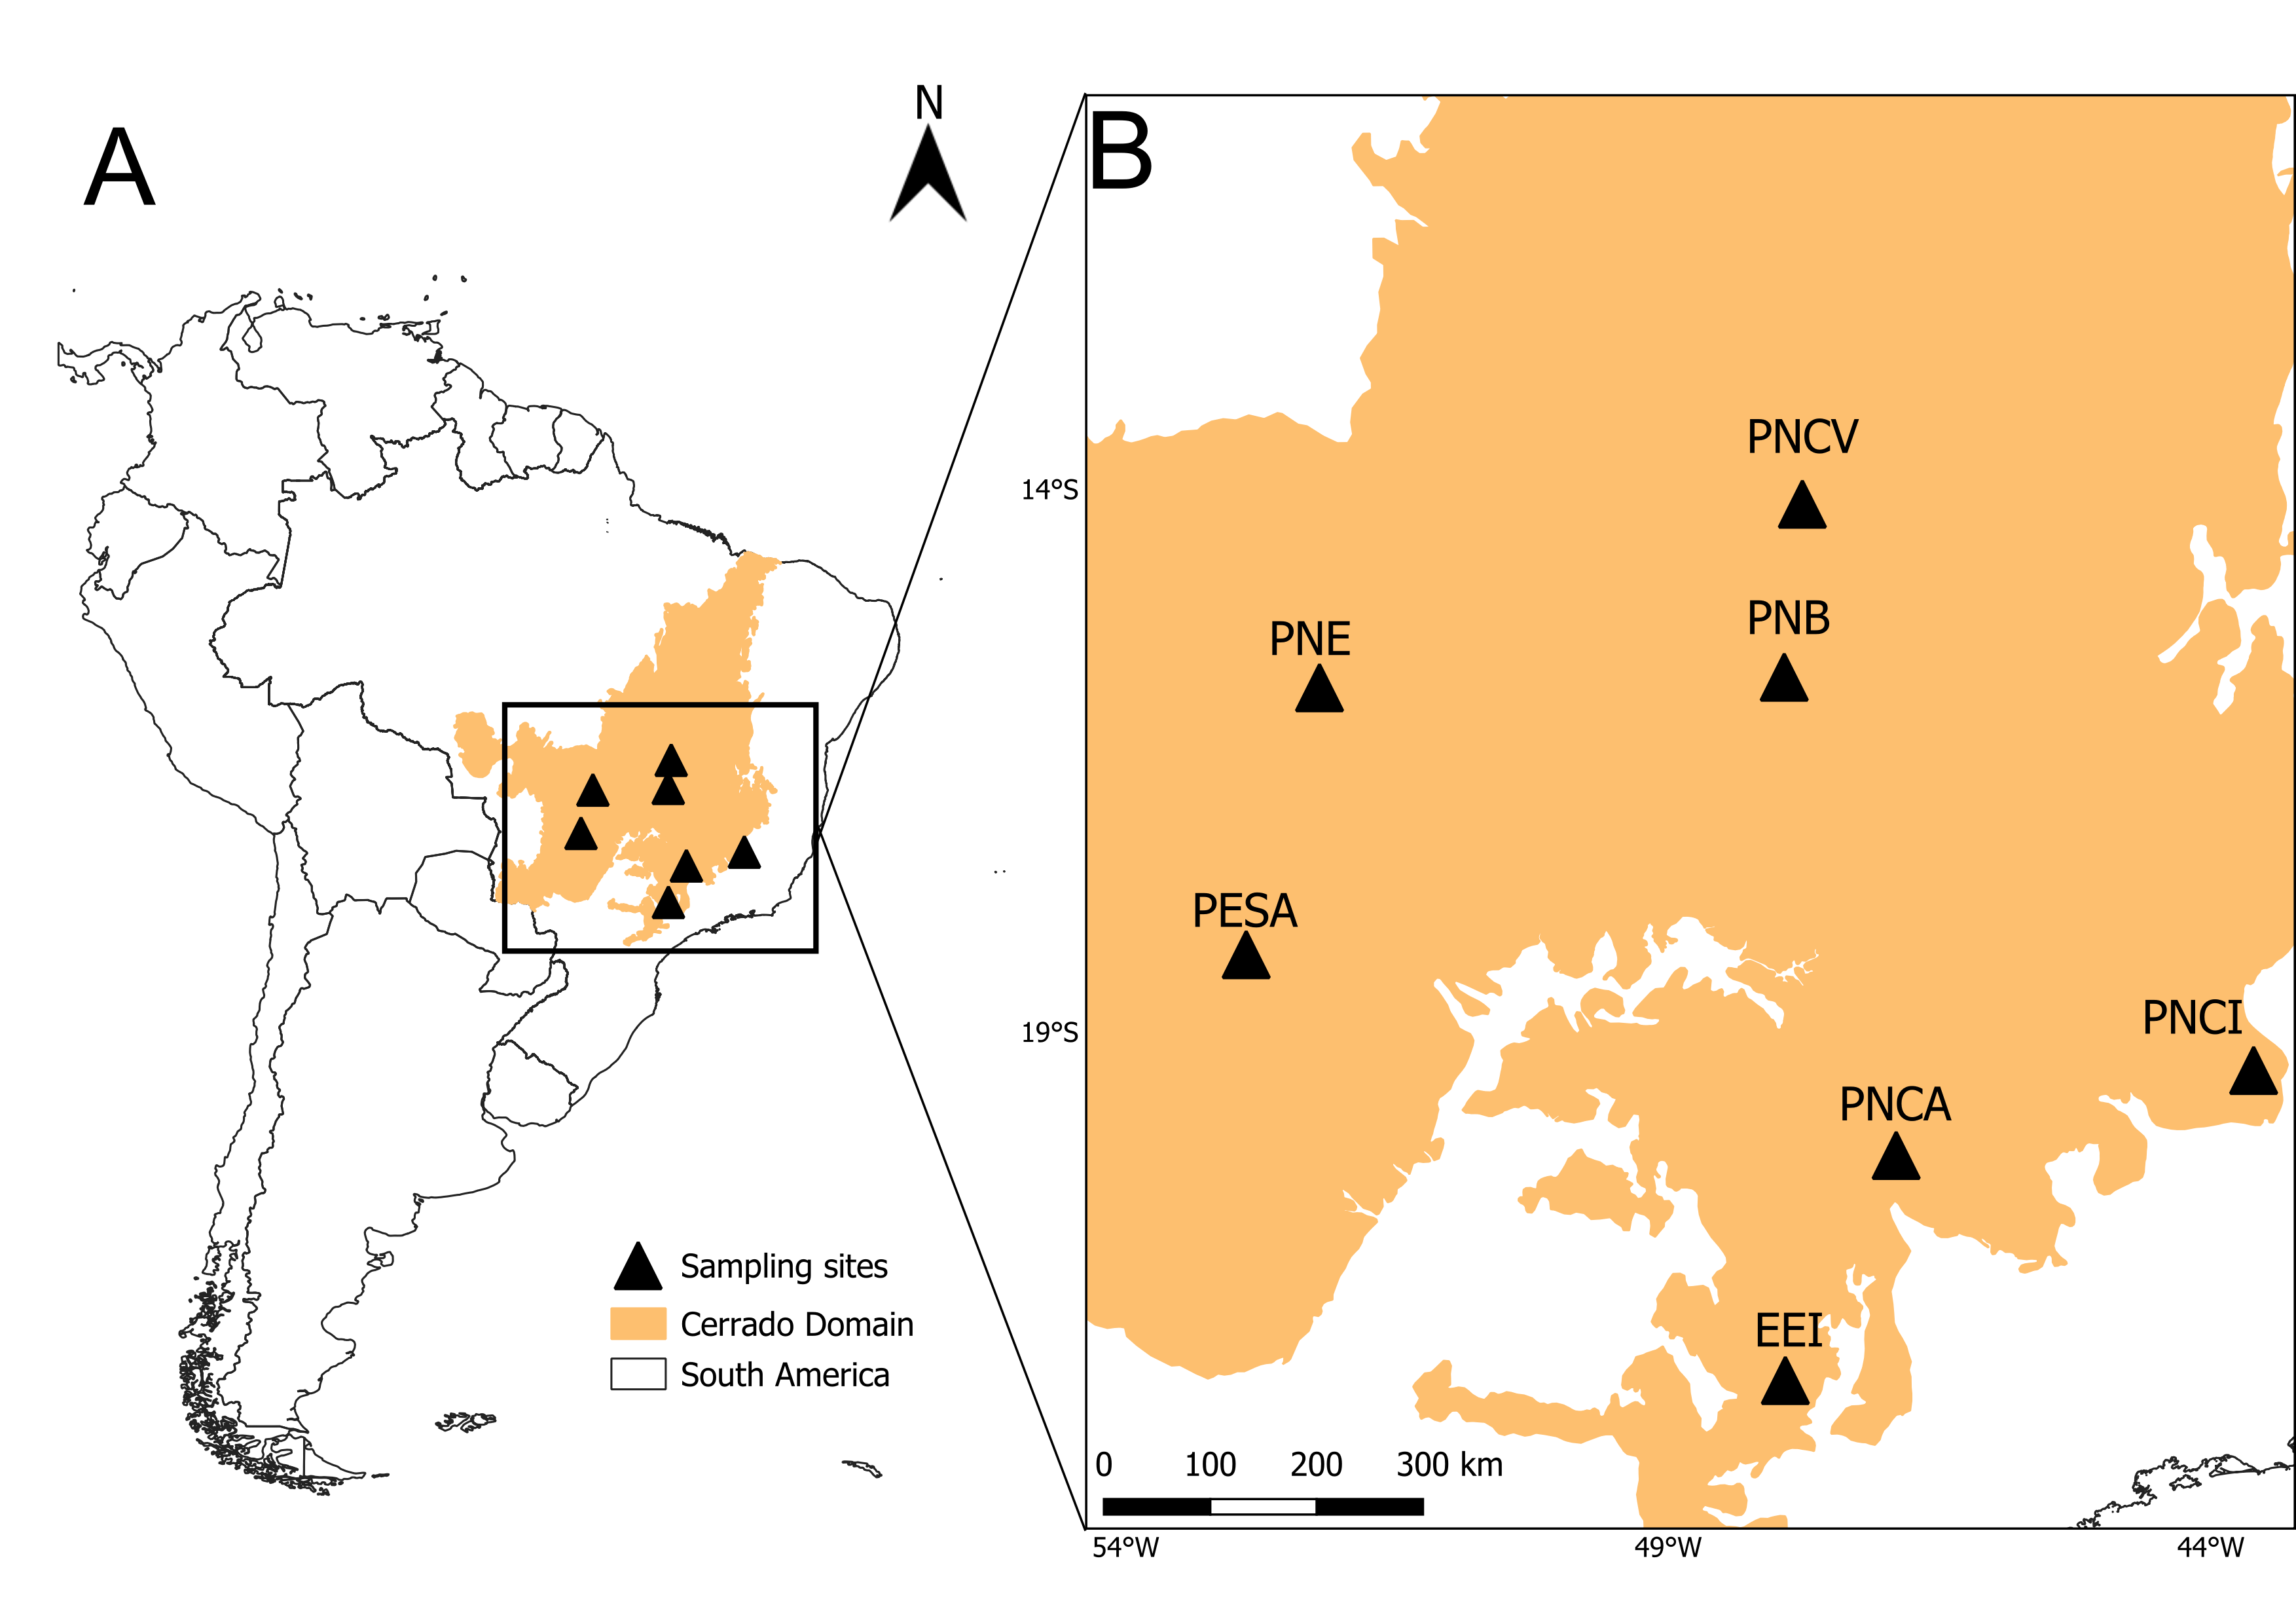 A
N
B
PNCV
14°S
PNB
PNE
PESA
PNCI
19°S
PNCA
Sampling sites
Cerrado Domain
EEI
South America
0 100 200 300 km
54°W 49°W 44°W